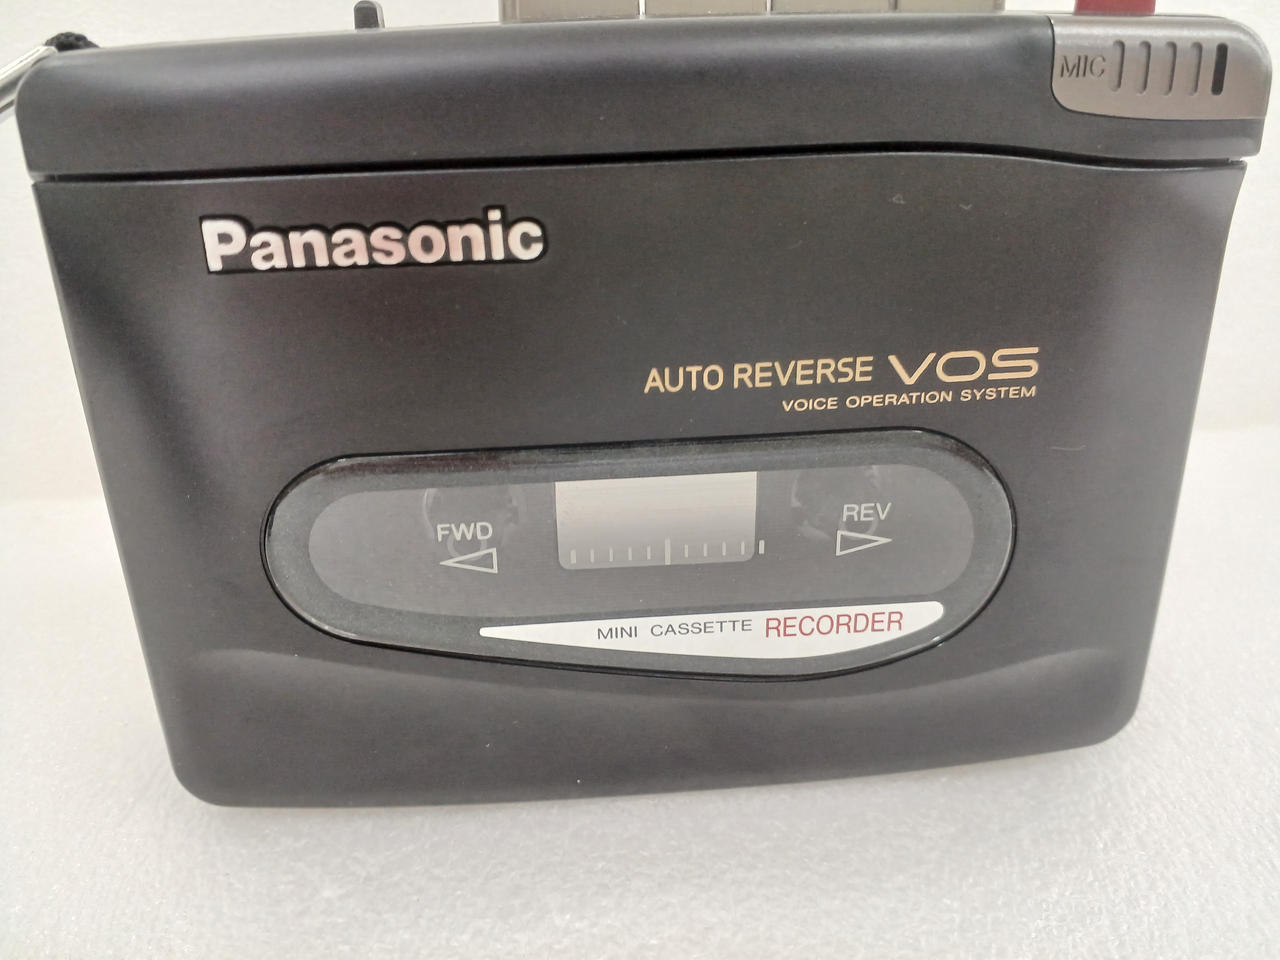 MIC
Panasonic
AUTO REVERSE VOS
VOICE OPERATION SYSTEM
FWD
REV
MINI CASSETTE RECORDER